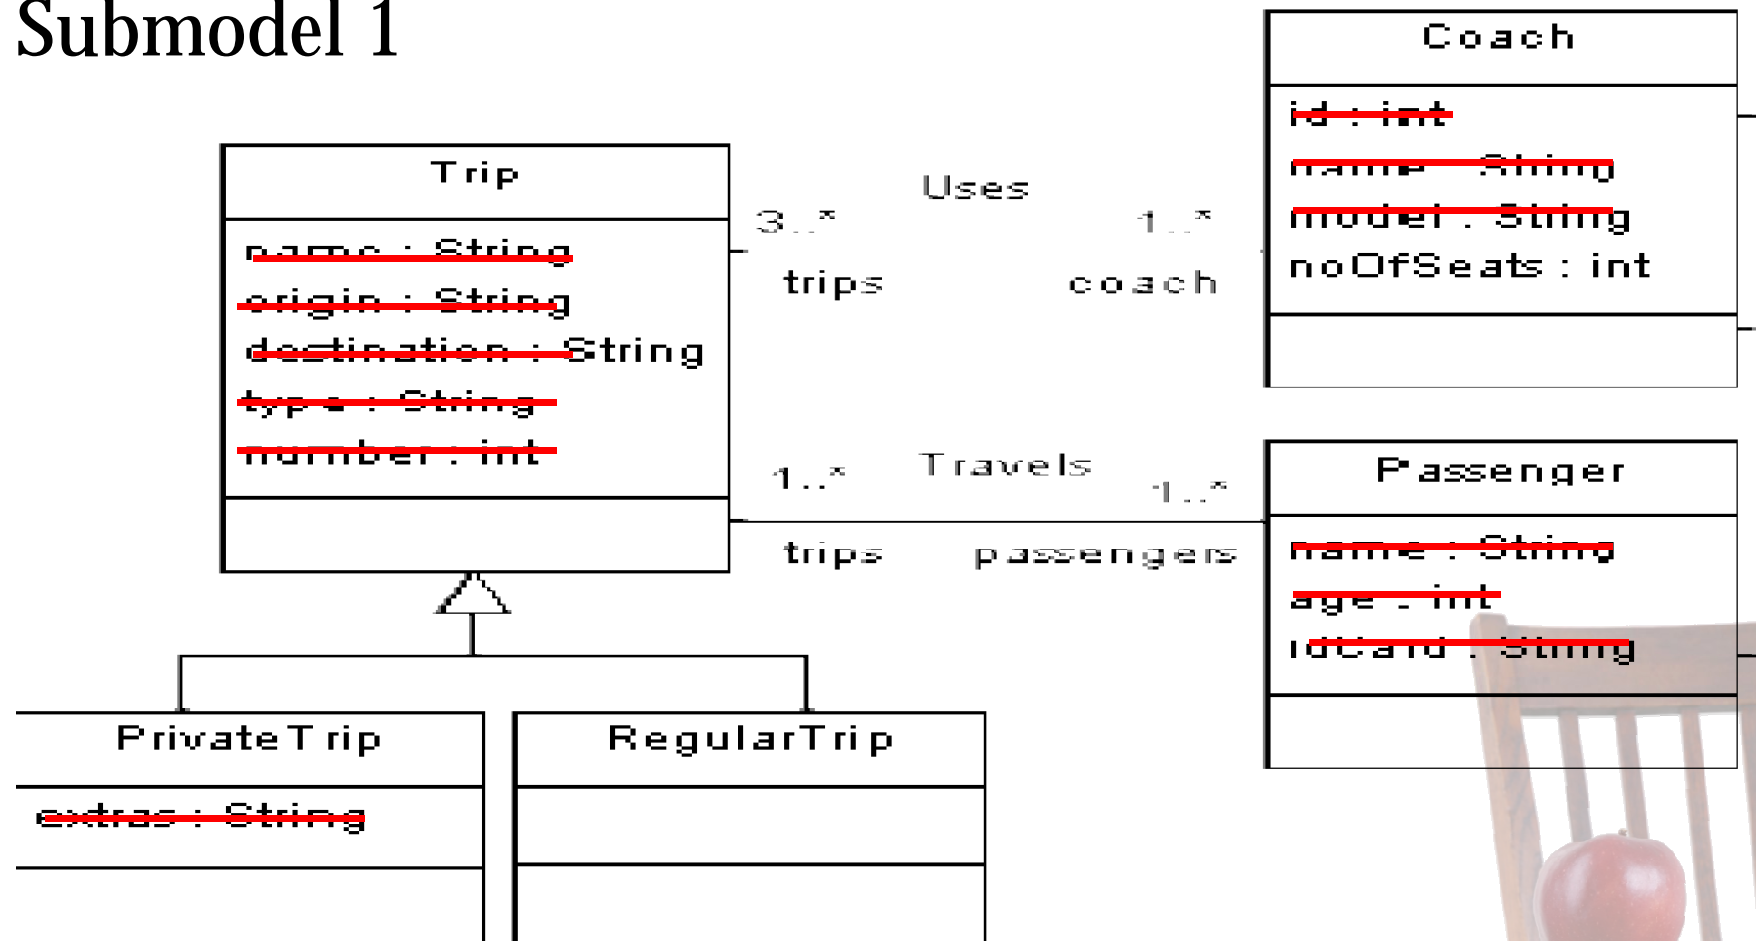 Submodel 1
Coach
id : int
name : String
model : String
noOfSeats : int
Trip
name : String
origin : String
destination : String
type : String
number : int
Uses
3..* 1..*
trips coach
Travels
1..* 1..*
trips passengers
Passenger
name : String
age : int
idCard : String
PrivateTrip
extras : String
RegularTrip